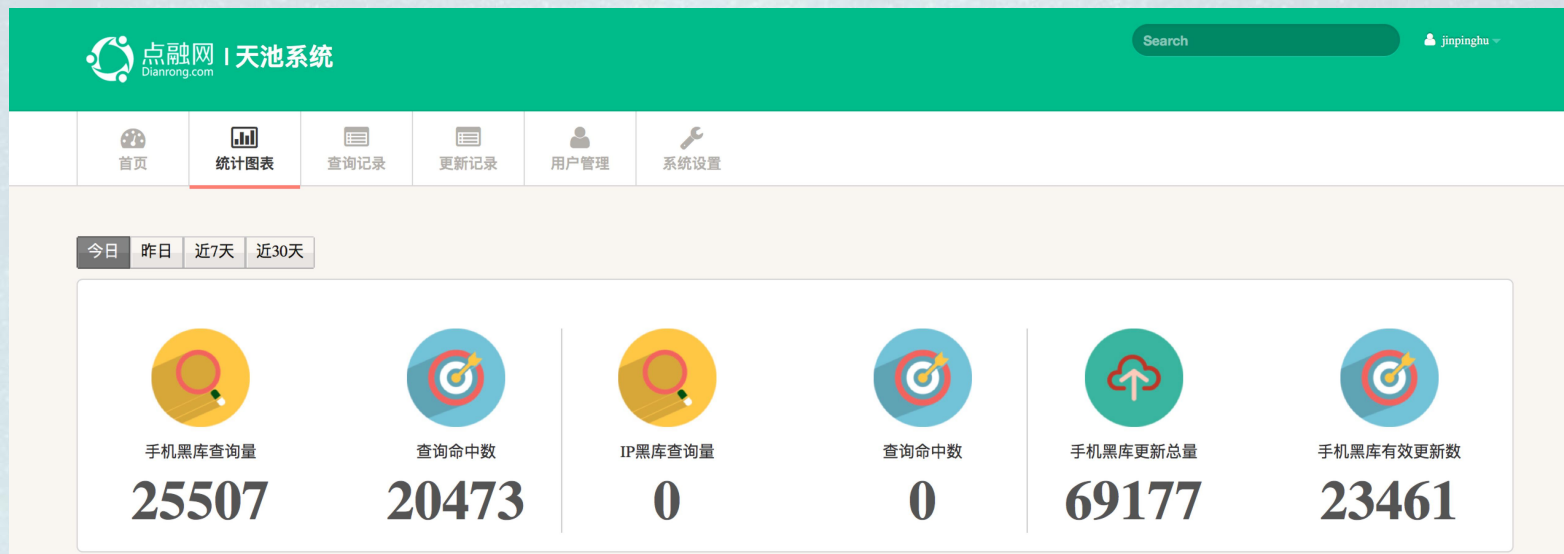 点融网 | 天池系统
Dianrong.com
Search
jinpinghu
首页
统计图表
查询记录
更新记录
用户管理
系统设置
今日 昨日 近7天 近30天
手机黑库查询量 查询命中数 IP黑库查询量 查询命中数 手机黑库更新总量 手机黑库有效更新数
25507 20473 0 0 69177 23461